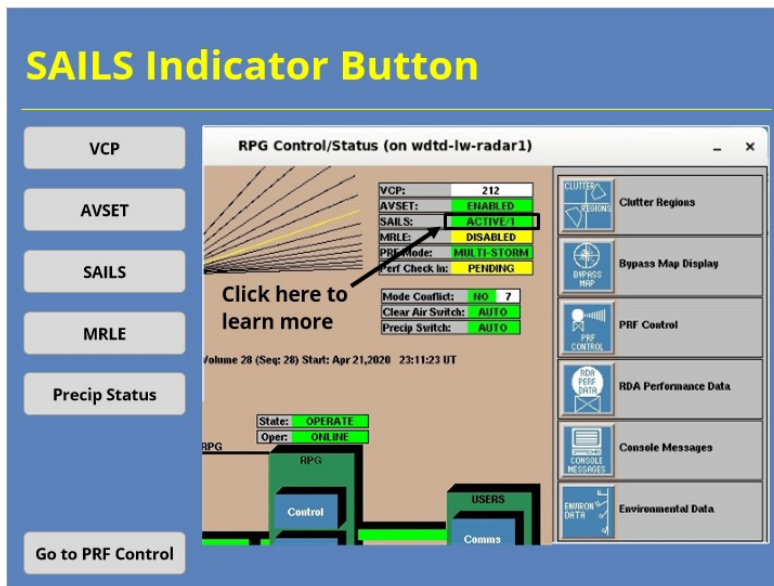 SAILS Indicator Button
VCP
AVSET
SAILS
MRLE
Precip Status
Go to PRF Control
RPG Control/Status (on wdtd-lw-radar1)
VCP: 212
AVSET: ENABLED
SAILS: ACTIVE/1
MRLE: DISABLED
PRF Mode: MULTI-STORM
Perf Check In: PENDING
Click here to
learn more
Mode Conflict: NO 7
Clear Air Switch: AUTO
Precip Switch: AUTO
Volume 28 (Seq: 28) Start: Apr 21,2020 23:11:23 UT
State: OPERATE
Oper: ONLINE
RPG
RPG
Control
USERS
Comms
CLUTTER
REGIONS
Clutter Regions
BYPASS
MAP
Bypass Map Display
PRF
CONTROL
PRF Control
RDA
PERF
DATA
RDA Performance Data
CONSOLE
MESSAGES
Console Messages
ENVIRON
DATA
Environmental Data